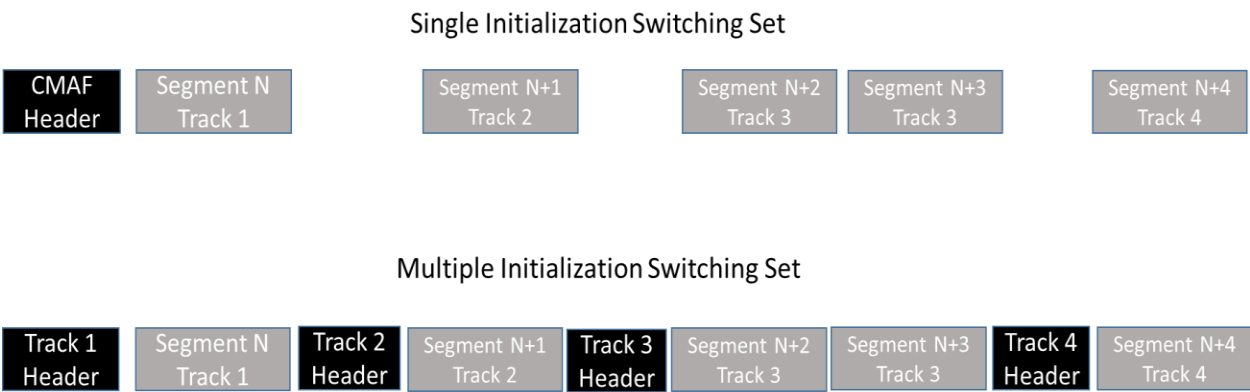 Single Initialization Switching Set
CMAF
Header
Segment N
Track 1
Segment N+1
Track 2
Segment N+2
Track 3
Segment N+3
Track 3
Segment N+4
Track 4
Multiple Initialization Switching Set
Track 1
Header
Segment N
Track 1
Track 2
Header
Segment N+1
Track 2
Track 3
Header
Segment N+2
Track 3
Segment N+3
Track 3
Track 4
Header
Segment N+4
Track 4